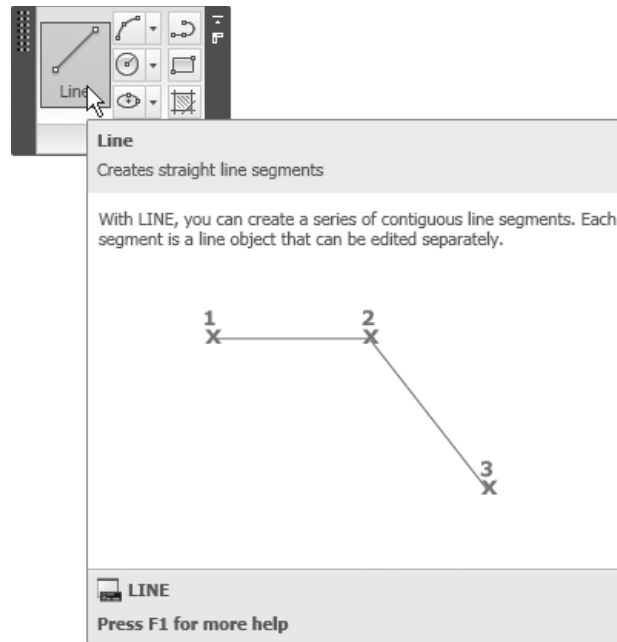 Line
Line
Creates straight line segments
With LINE, you can create a series of contiguous line segments. Each
segment is a line object that can be edited separately.
1 2
3
LINE
Press F1 for more help